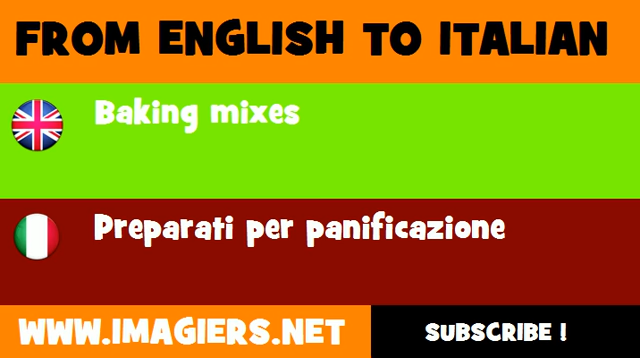 FROM ENGLISH TO ITALIAN
Baking mixes
Preparati per panificazione
WWW.IMAGIERS.NET
SUBSCRIBE !